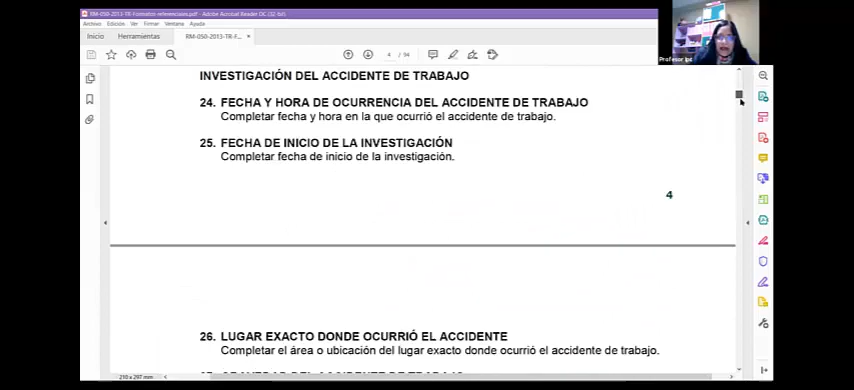 RM-050-2013-TR-Formatos-referenciales.pdf - Adobe Acrobat Reader DC (32-bit)
Archivo Edición Ver Firmar Ventana Ayuda
Inicio Herramientas RM-050-2013-TR-F... ×
4 / 94
Profesor Ipc
INVESTIGACIÓN DEL ACCIDENTE DE TRABAJO
24. FECHA Y HORA DE OCURRENCIA DEL ACCIDENTE DE TRABAJO
Completar fecha y hora en la que ocurrió el accidente de trabajo.
25. FECHA DE INICIO DE LA INVESTIGACIÓN
Completar fecha de inicio de la investigación.
4
26. LUGAR EXACTO DONDE OCURRIÓ EL ACCIDENTE
Completar el área o ubicación del lugar exacto donde ocurrió el accidente de trabajo.
210 x 297 mm